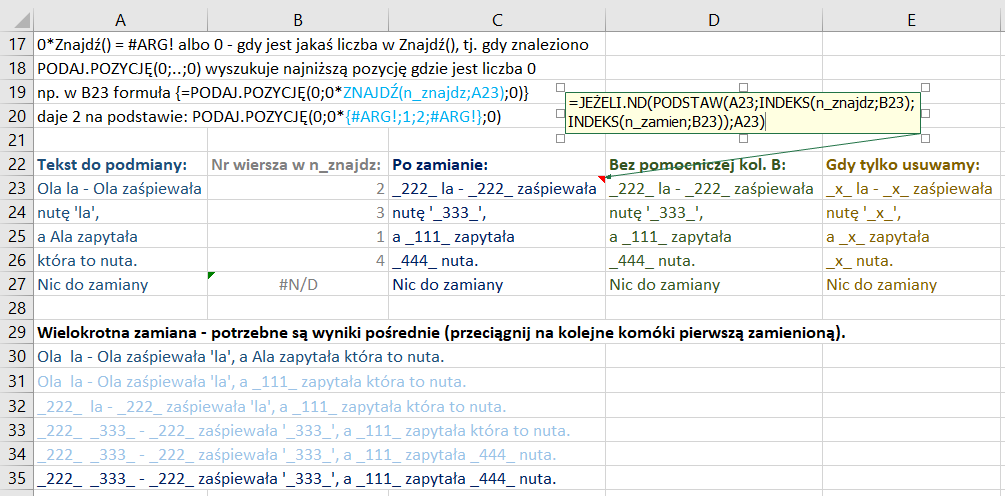 A B C D E
17 0*Znajdź() = #ARG! albo 0 - gdy jest jakaś liczba w Znajdź(), tj. gdy znaleziono
18 PODAJ.POZYCJĘ(0;..;0) wyszukuje najniższą pozycję gdzie jest liczba 0
19 np. w B23 formuła {=PODAJ.POZYCJĘ(0;0*ZNAJDŹ(n_znajdz;A23);0)}
=JEŻELI.ND(PODSTAW(A23;INDEKS(n_znajdz;B23);
20 daje 2 na podstawie: PODAJ.POZYCJĘ(0;0*{#ARG!;1;2;#ARG!};0)
INDEKS(n_zamien;B23));A23)
21
22 Tekst do podmiany: Nr wiersza w n_znajdz: Po zamianie: Bez pomocniczej kol. B: Gdy tylko usuwamy:
23 Ola la - Ola zaśpiewała 2 _222_ la - _222_ zaśpiewała _222_ la - _222_ zaśpiewała _x_ la - _x_ zaśpiewała
24 nutę 'la', 3 nutę '_333_', nutę '_333_', nutę '_x_',
25 a Ala zapytała 1 a _111_ zapytała a _111_ zapytała a _x_ zapytała
26 która to nuta. 4 _444_ nuta. _444_ nuta. _x_ nuta.
27 Nic do zamiany #N/D Nic do zamiany Nic do zamiany Nic do zamiany
28
29 Wielokrotna zamiana - potrzebne są wyniki pośrednie (przeciągnij na kolejne komóki pierwszą zamienioną).
30 Ola  la - Ola zaśpiewała 'la', a Ala zapytała która to nuta.
31 Ola  la - Ola zaśpiewała 'la', a _111_ zapytała która to nuta.
32 _222_  la - _222_ zaśpiewała 'la', a _111_ zapytała która to nuta.
33 _222_  _333_ - _222_ zaśpiewała '_333_', a _111_ zapytała która to nuta.
34 _222_  _333_ - _222_ zaśpiewała '_333_', a _111_ zapytała _444_ nuta.
35 _222_  _333_ - _222_ zaśpiewała '_333_', a _111_ zapytała _444_ nuta.